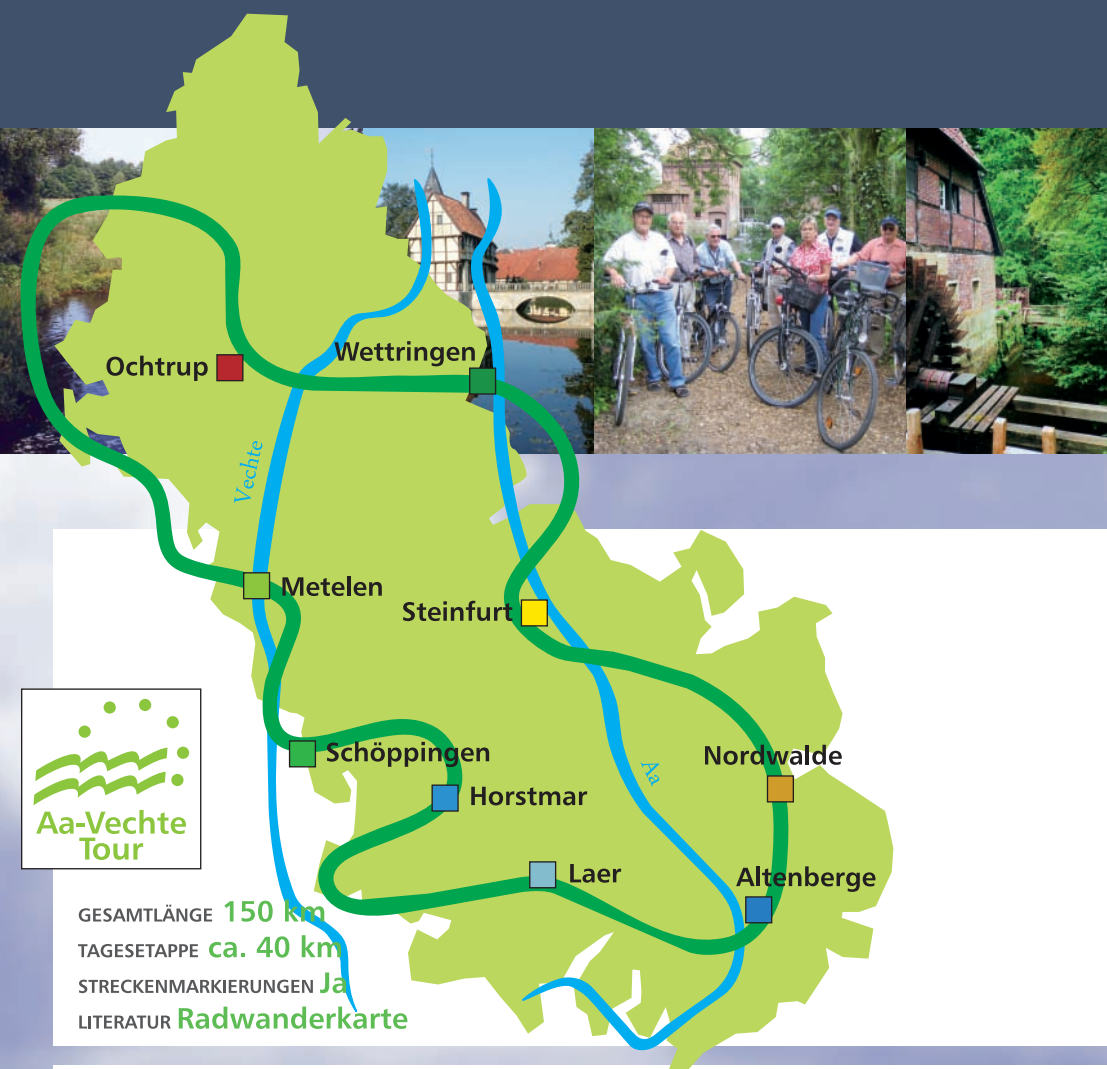 Ochtrup
Wettringen
Vechte
Metelen
Steinfurt
Schöppingen
Horstmar
Aa
Nordwalde
Laer
Altenberge
Aa-Vechte
Tour
GESAMTLÄNGE 150 km
TAGESETAPPE ca. 40 km
STRECKENMARKIERUNGEN Ja
LITERATUR Radwanderkarte